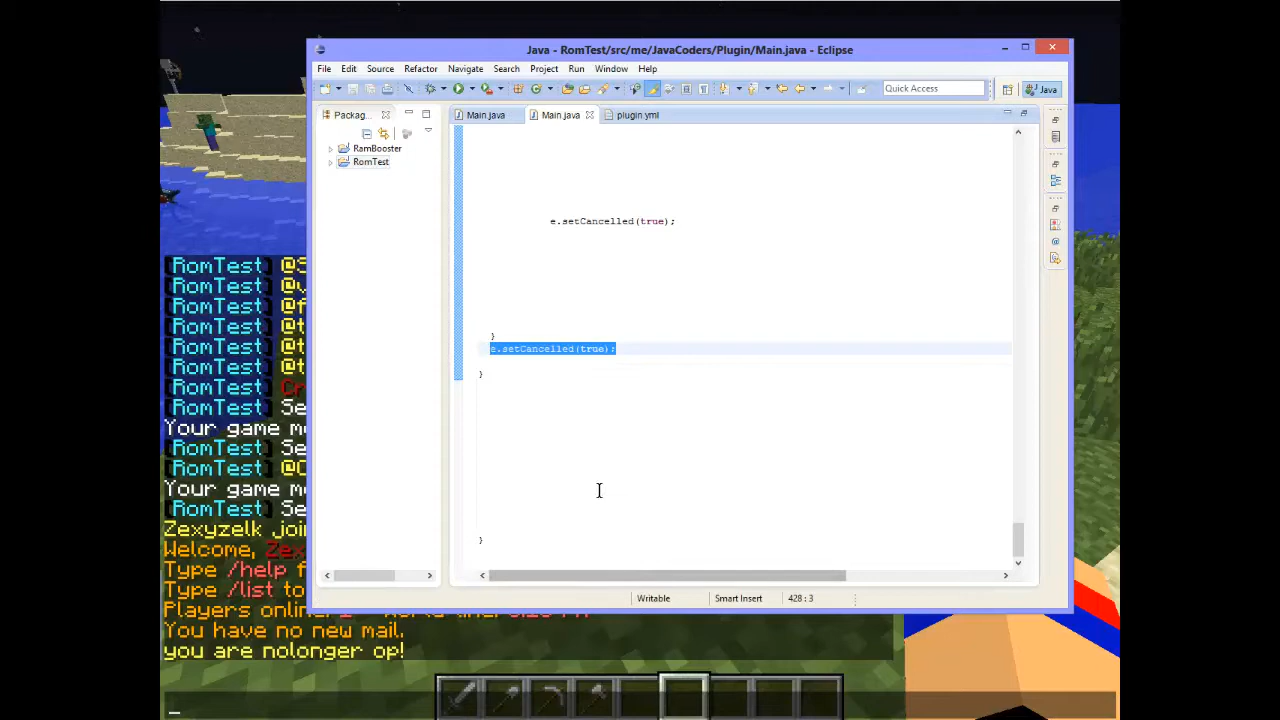 Java - RomTest/src/me/JavaCoders/Plugin/Main.java - Eclipse
File Edit Source Refactor Navigate Search Project Run Window Help
Quick Access
Java
Packag...
Main.java
Main.java
plugin.yml
RamBooster
RomTest
e.setCancelled(true);
}
e.setCancelled(true);
}
}
Writable
Smart Insert
428 : 3
[RomTest]
[RomTest]
[RomTest]
[RomTest]
[RomTest]
[RomTest]
[RomTest]
[RomTest] Se
Your game m
[RomTest] Se
[RomTest]
Your game m
[RomTest] Se
Zexyzelk join
Welcome, Zex
Type /help f
Type /list to
Players online
You have no new mail.
you are nolonger op!